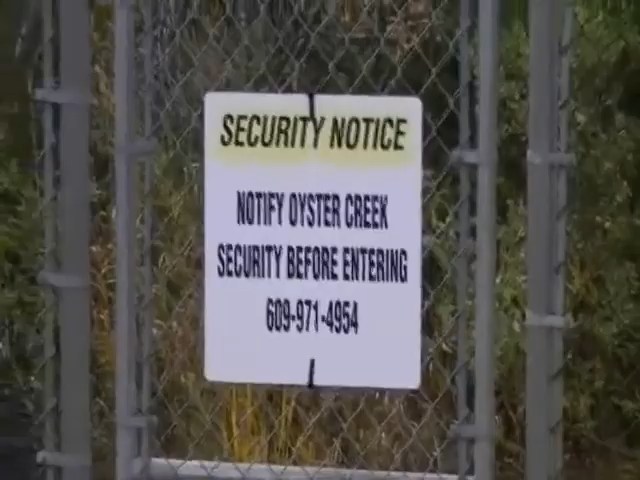 SECURITY NOTICE
NOTIFY OYSTER CREEK
SECURITY BEFORE ENTERING
609-971-4954